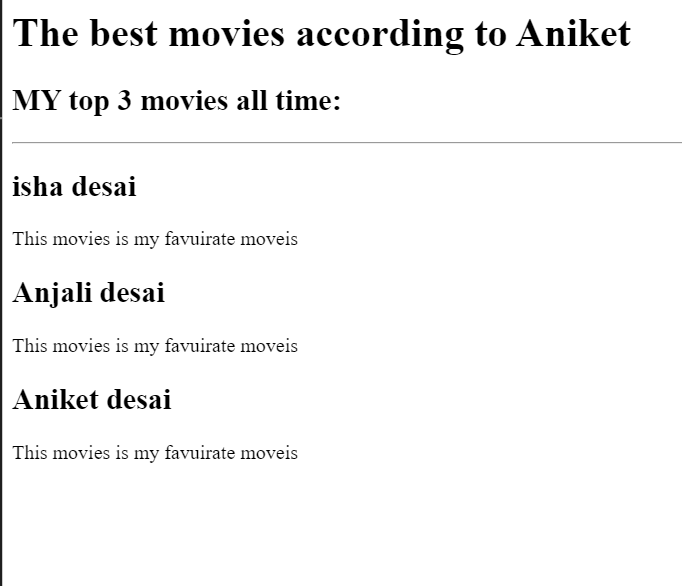 The best movies according to Aniket
MY top 3 movies all time:
isha desai
This movies is my favuirate moveis
Anjali desai
This movies is my favuirate moveis
Aniket desai
This movies is my favuirate moveis